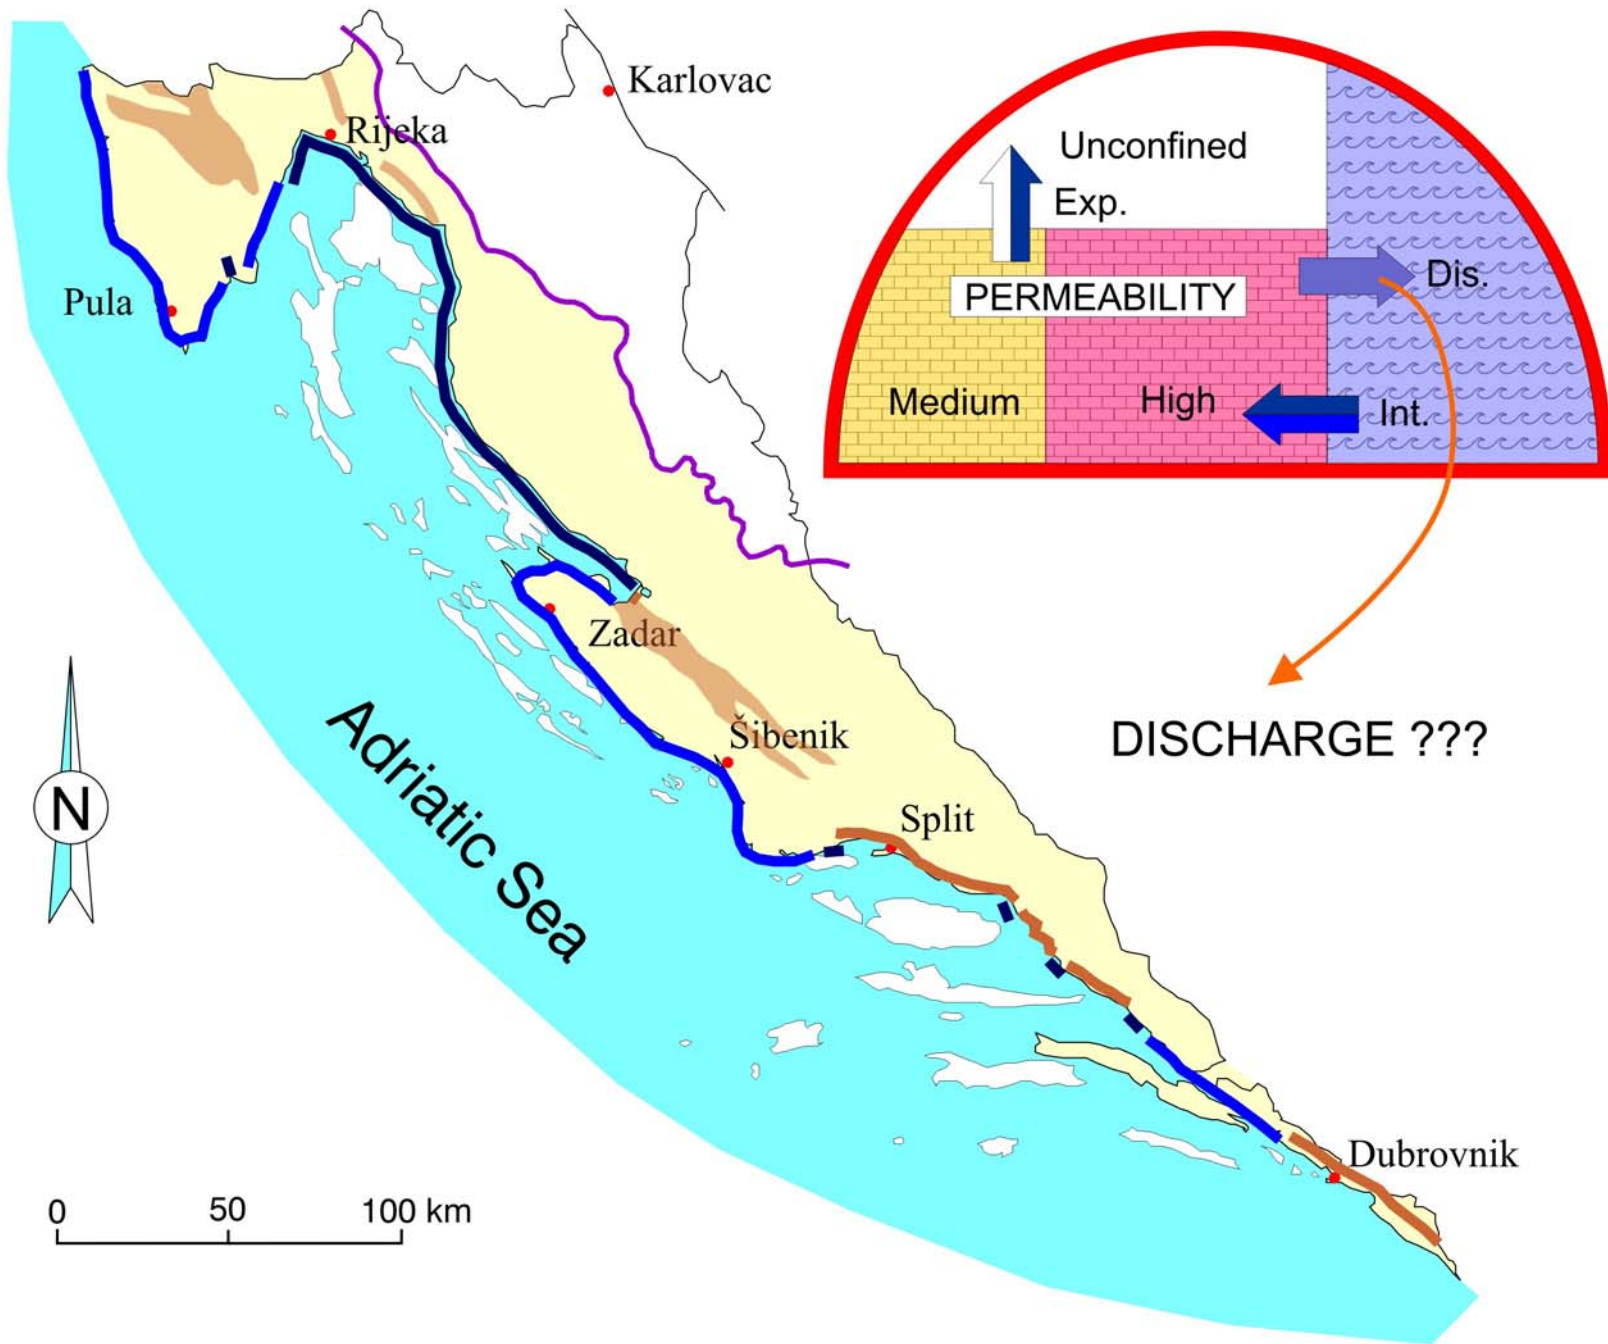 Karlovac
Rijeka
Pula
Zadar
Šibenik
Split
Dubrovnik
Adriatic Sea
N
0 50 100 km
Unconfined
Exp.
PERMEABILITY
Dis.
Medium
High
Int.
DISCHARGE ???